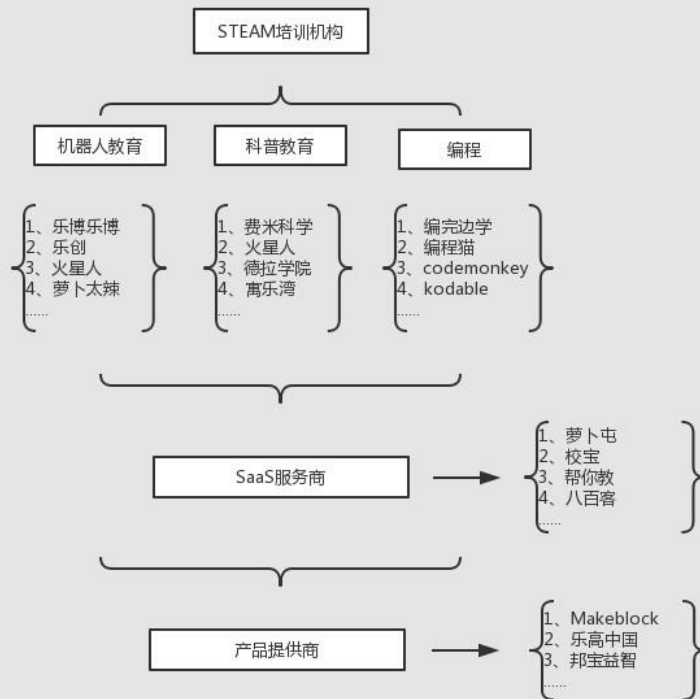 STEAM培训机构
机器人教育
科普教育
编程
1、乐博乐博
2、乐创
3、火星人
4、萝卜太辣
......
1、费米科学
2、火星人
3、德拉学院
4、寓乐湾
......
1、编完边学
2、编程猫
3、codemonkey
4、kodable
......
SaaS服务商
1、萝卜屯
2、校宝
3、帮你教
4、八百客
......
产品提供商
1、Makeblock
2、乐高中国
3、邦宝益智
......